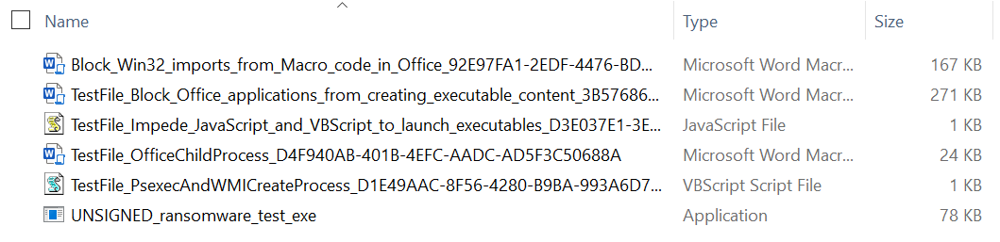 Name Type Size
Block_Win32_imports_from_Macro_code_in_Office_92E97FA1-2EDF-4476-BD... Microsoft Word Macr... 167 KB
TestFile_Block_Office_applications_from_creating_executable_content_3B57686... Microsoft Word Macr... 271 KB
TestFile_Impede_JavaScript_and_VBScript_to_launch_executables_D3E037E1-3E... JavaScript File 1 KB
TestFile_OfficeChildProcess_D4F940AB-401B-4EFC-AADC-AD5F3C50688A Microsoft Word Macr... 24 KB
TestFile_PsexecAndWMICreateProcess_D1E49AAC-8F56-4280-B9BA-993A6D7... VBScript Script File 1 KB
UNSIGNED_ransomware_test_exe Application 78 KB